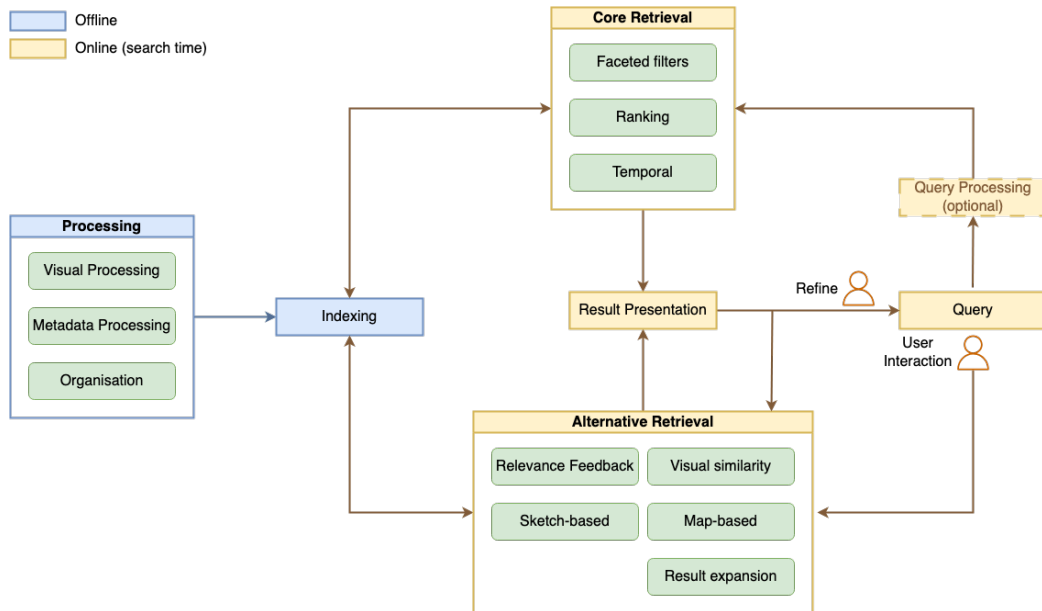 Offline
Online (search time)
Core Retrieval
Faceted filters
Ranking
Temporal
Query Processing
(optional)
Processing
Visual Processing
Metadata Processing
Organisation
Indexing
Result Presentation
Refine
Query
User
Interaction
Alternative Retrieval
Relevance Feedback
Visual similarity
Sketch-based
Map-based
Result expansion